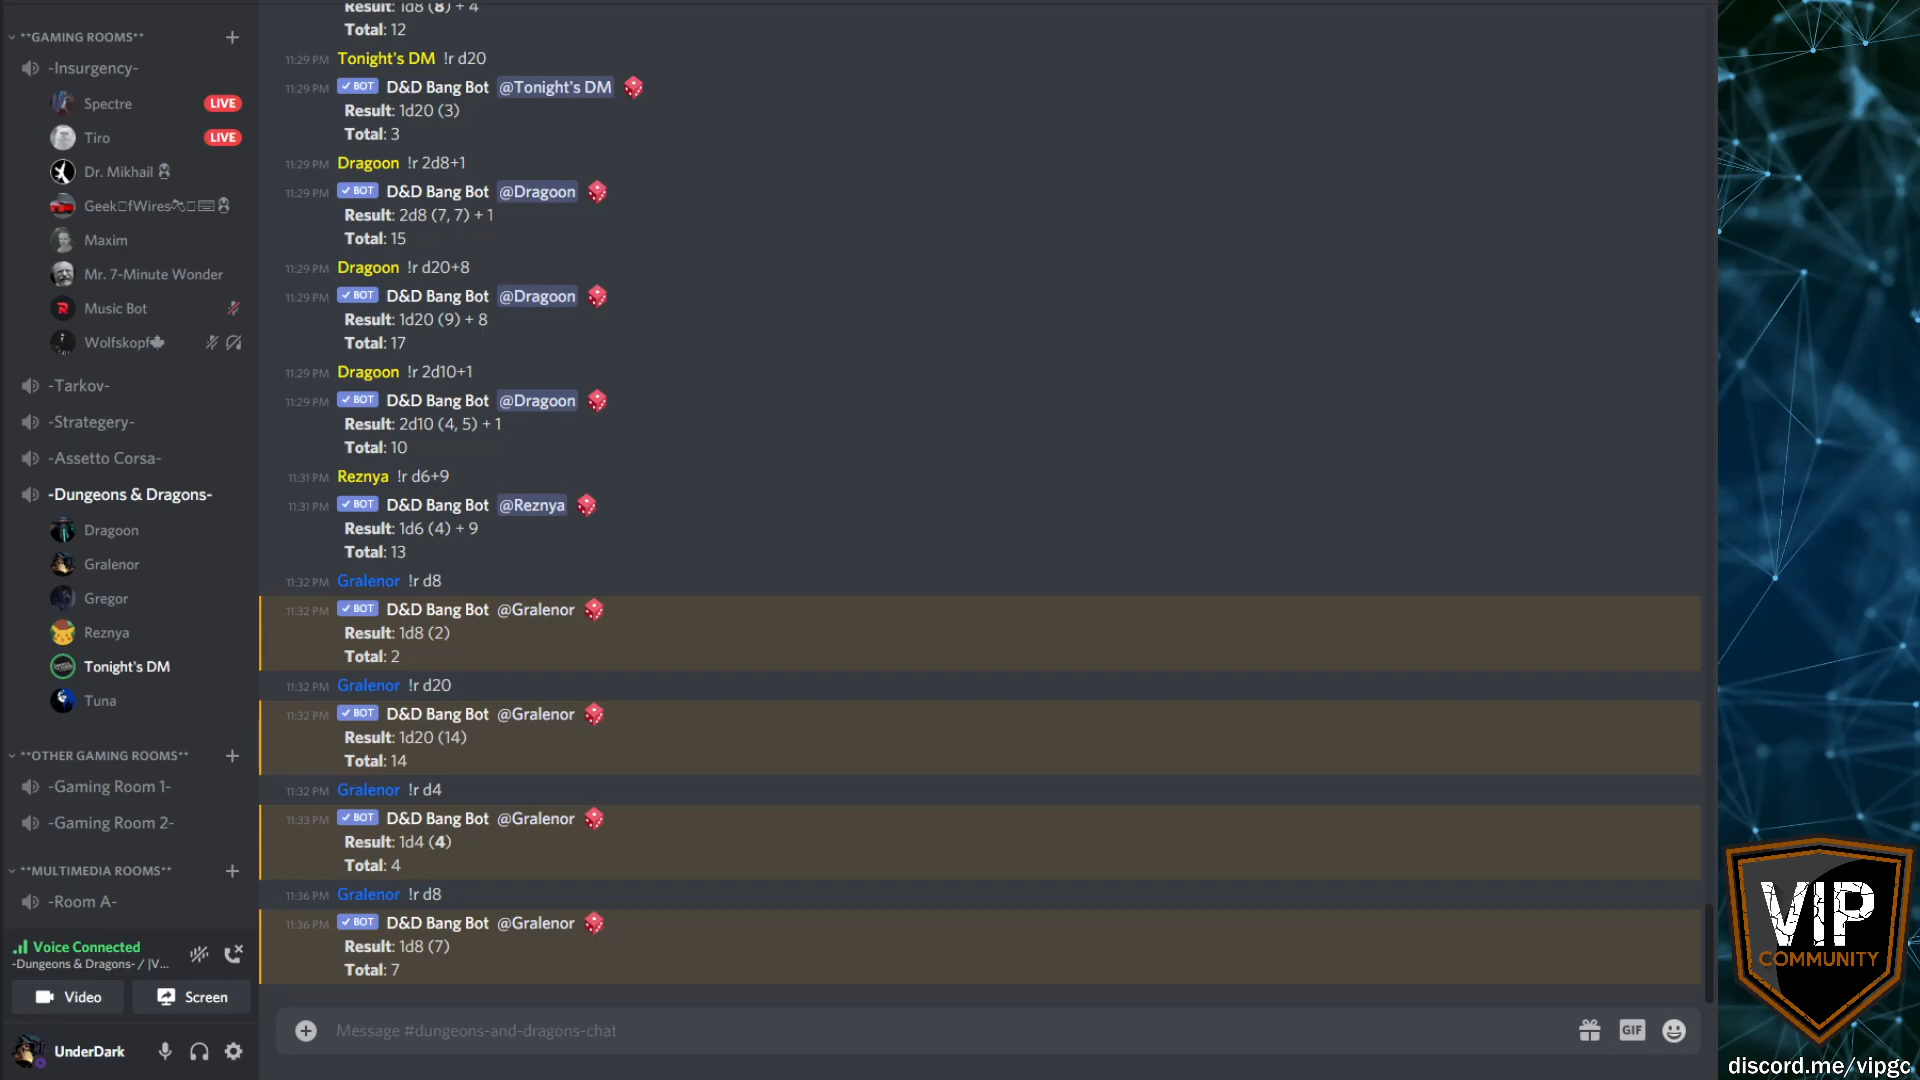 **GAMING ROOMS**
-Insurgency-
Spectre LIVE
Tiro LIVE
Dr. Mikhail
Geek□fWires
Maxim
Mr. 7-Minute Wonder
Music Bot
Wolfskopf
-Tarkov-
-Strategery-
-Assetto Corsa-
-Dungeons & Dragons-
Dragoon
Gralenor
Gregor
Reznya
Tonight's DM
Tuna
**OTHER GAMING ROOMS**
-Gaming Room 1-
-Gaming Room 2-
**MULTIMEDIA ROOMS**
-Room A-
Voice Connected
-Dungeons & Dragons- / |V...
Video Screen
UnderDark
Result: 1d8 (8) + 4
Total: 12
11:29 PM Tonight's DM !r d20
11:29 PM BOT D&D Bang Bot @Tonight's DM
Result: 1d20 (3)
Total: 3
11:29 PM Dragoon !r 2d8+1
11:29 PM BOT D&D Bang Bot @Dragoon
Result: 2d8 (7, 7) + 1
Total: 15
11:29 PM Dragoon !r d20+8
11:29 PM BOT D&D Bang Bot @Dragoon
Result: 1d20 (9) + 8
Total: 17
11:29 PM Dragoon !r 2d10+1
11:29 PM BOT D&D Bang Bot @Dragoon
Result: 2d10 (4, 5) + 1
Total: 10
11:31 PM Reznya !r d6+9
11:31 PM BOT D&D Bang Bot @Reznya
Result: 1d6 (4) + 9
Total: 13
11:32 PM Gralenor !r d8
11:32 PM BOT D&D Bang Bot @Gralenor
Result: 1d8 (2)
Total: 2
11:32 PM Gralenor !r d20
11:32 PM BOT D&D Bang Bot @Gralenor
Result: 1d20 (14)
Total: 14
11:32 PM Gralenor !r d4
11:33 PM BOT D&D Bang Bot @Gralenor
Result: 1d4 (4)
Total: 4
11:36 PM Gralenor !r d8
11:36 PM BOT D&D Bang Bot @Gralenor
Result: 1d8 (7)
Total: 7
Message #dungeons-and-dragons-chat
GIF
VIP
COMMUNITY
discord.me/vipgc